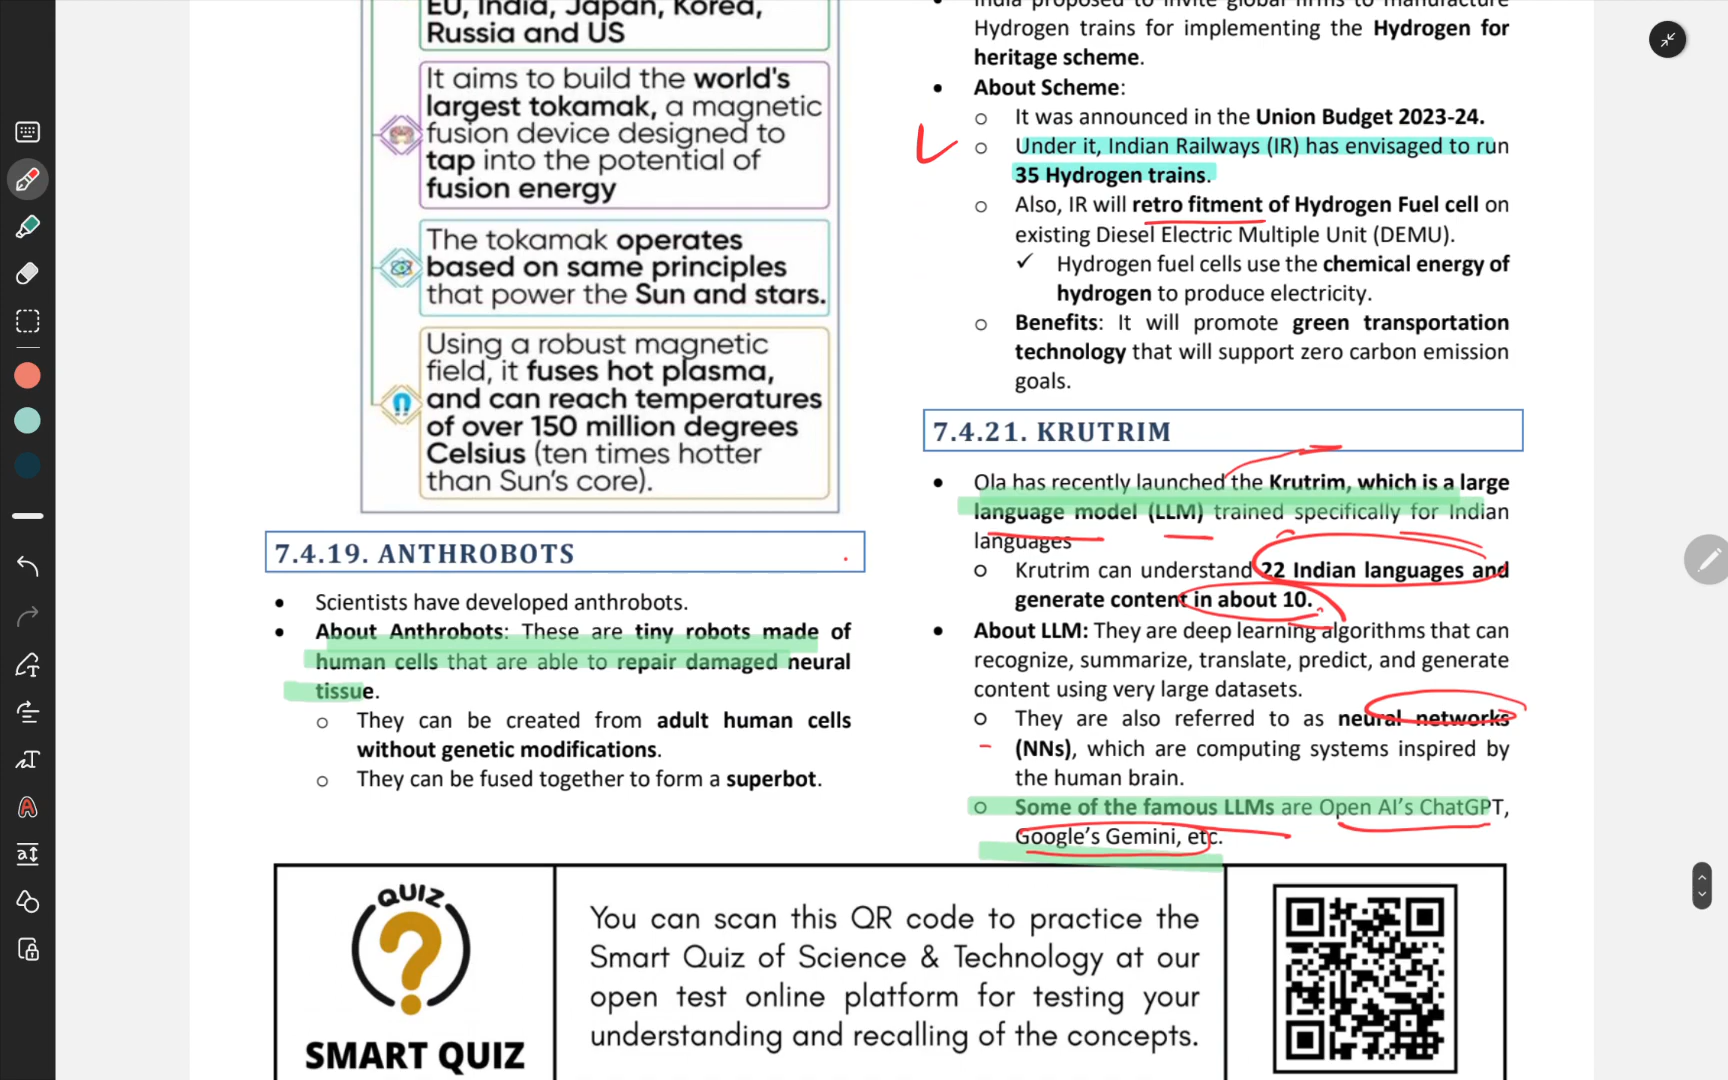 EU, India, Japan, Korea,
Russia and US
It aims to build the world's
largest tokamak, a magnetic
fusion device designed to
tap into the potential of
fusion energy
The tokamak operates
based on same principles
that power the Sun and stars.
Using a robust magnetic
field, it fuses hot plasma,
and can reach temperatures
of over 150 million degrees
Celsius (ten times hotter
than Sun's core).
7.4.19. ANTHROBOTS
• Scientists have developed anthrobots.
• About Anthrobots: These are tiny robots made of
human cells that are able to repair damaged neural
tissue.
o They can be created from adult human cells
without genetic modifications.
o They can be fused together to form a superbot.
• India proposed to invite global firms to manufacture
Hydrogen trains for implementing the Hydrogen for
heritage scheme.
• About Scheme:
o It was announced in the Union Budget 2023-24.
o Under it, Indian Railways (IR) has envisaged to run
35 Hydrogen trains.
o Also, IR will retro fitment of Hydrogen Fuel cell on
existing Diesel Electric Multiple Unit (DEMU).
✓ Hydrogen fuel cells use the chemical energy of
hydrogen to produce electricity.
o Benefits: It will promote green transportation
technology that will support zero carbon emission
goals.
7.4.21. KRUTRIM
• Ola has recently launched the Krutrim, which is a large
language model (LLM) trained specifically for Indian
languages
o Krutrim can understand 22 Indian languages and
generate content in about 10.
• About LLM: They are deep learning algorithms that can
recognize, summarize, translate, predict, and generate
content using very large datasets.
o They are also referred to as neural networks
(NNs), which are computing systems inspired by
the human brain.
o Some of the famous LLMs are Open AI's ChatGPT,
Google's Gemini, etc.
QUIZ
?
SMART QUIZ
You can scan this QR code to practice the
Smart Quiz of Science & Technology at our
open test online platform for testing your
understanding and recalling of the concepts.